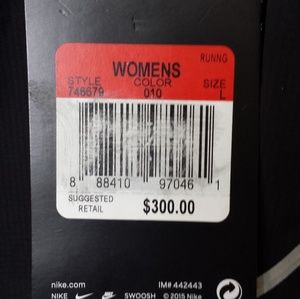 RUNNG
WOMENS
STYLE COLOR SIZE
746679 010 L
8 88410 97046 1
SUGGESTED
RETAIL $300.00
nike.com IM# 442443
NIKE SWOOSH © 2015 Nike